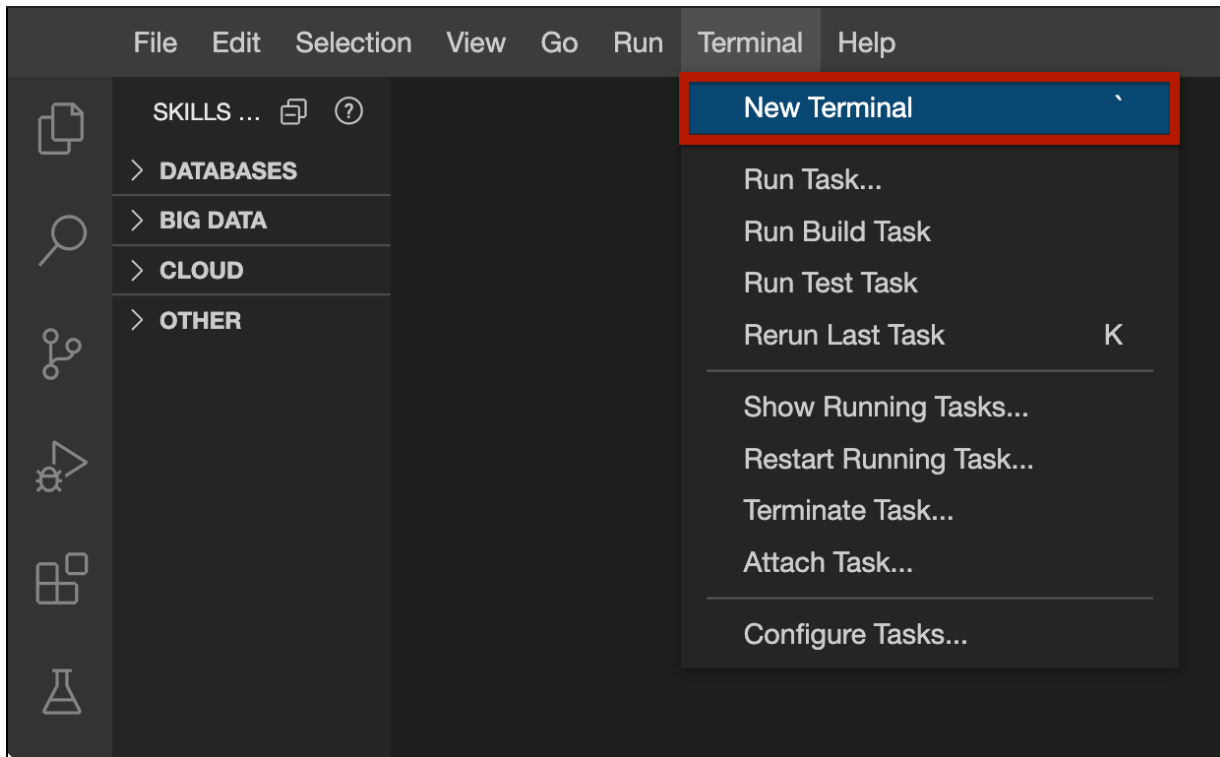 File Edit Selection View Go Run Terminal Help
SKILLS ...
DATABASES
BIG DATA
CLOUD
OTHER
New Terminal `
Run Task...
Run Build Task
Run Test Task
Rerun Last Task K
Show Running Tasks...
Restart Running Task...
Terminate Task...
Attach Task...
Configure Tasks...